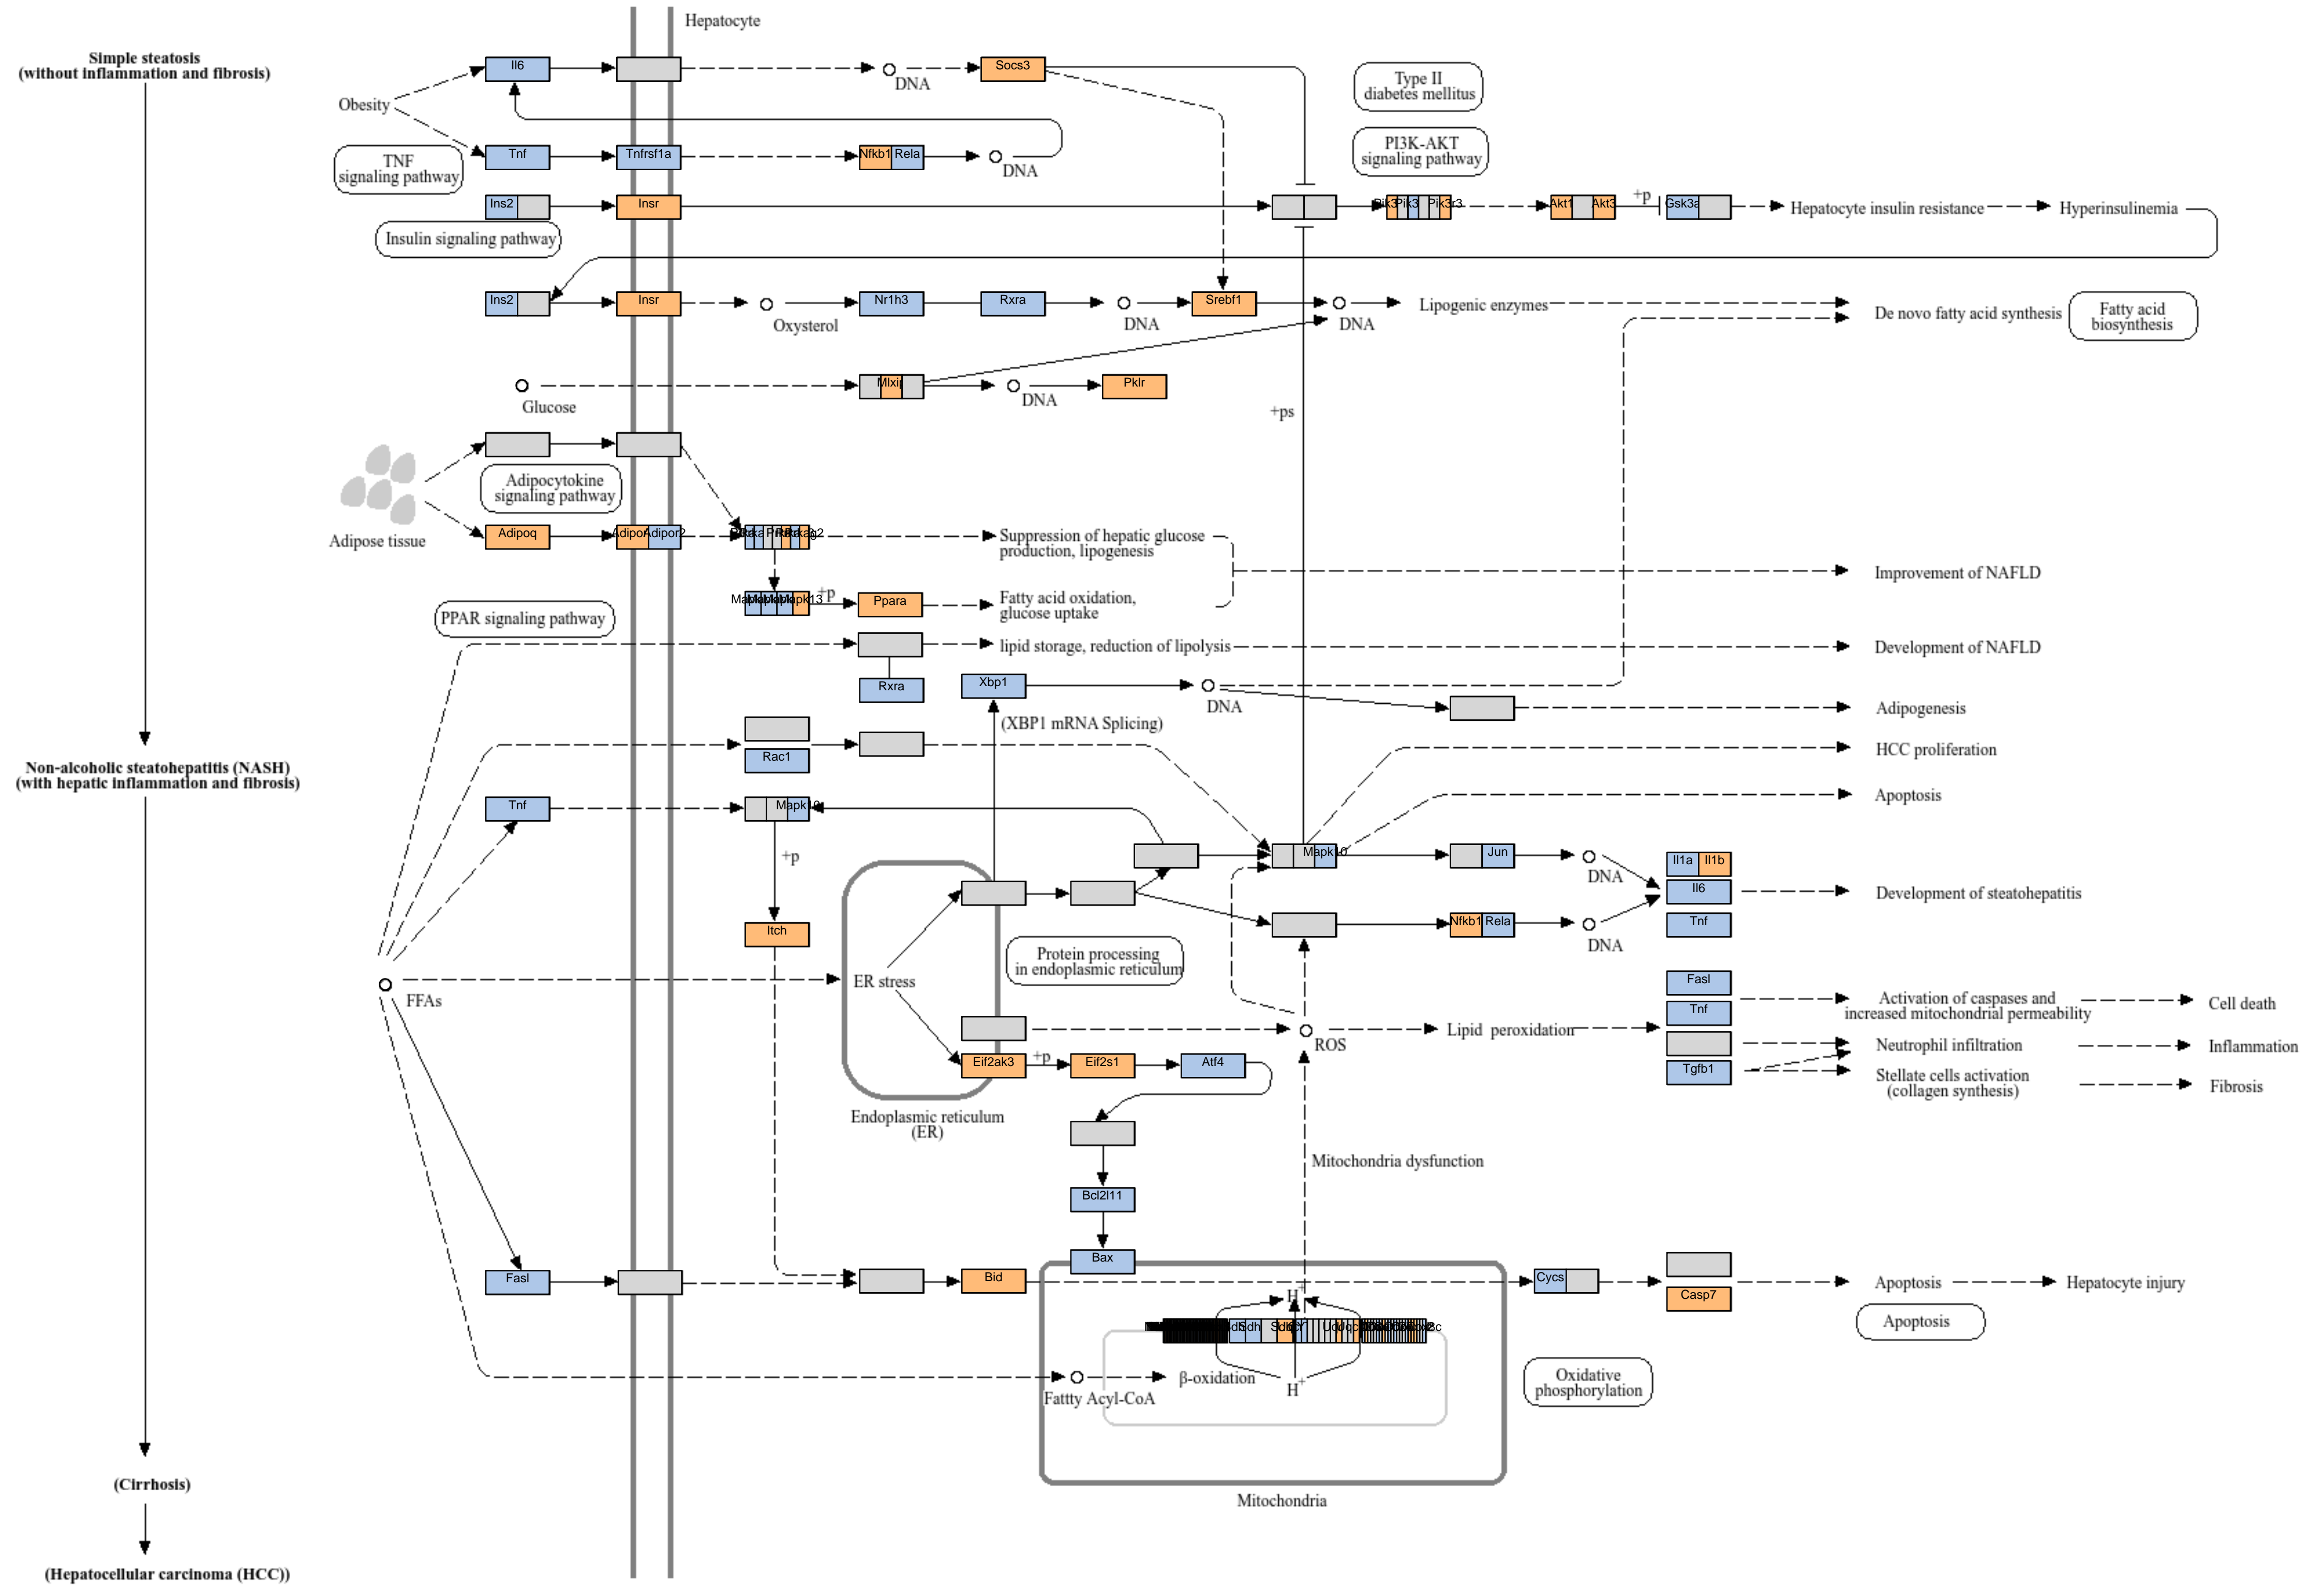 Hepatocyte
Simple steatosis
(without inflammation and fibrosis)
Il6
Socs3
DNA
Obesity
Type II
diabetes mellitus
TNF
signaling pathway
Tnf
Tnfrsf1a
Nfkb1 Rela
DNA
PI3K-AKT
signaling pathway
Ins2
Insr
Pik3r3
Akt1
Akt3
+p
Gsk3a
Hepatocyte insulin resistance
Hyperinsulinemia
Insulin signaling pathway
Ins2
Insr
Oxysterol
Nr1h3
Rxra
DNA
Srebf1
DNA
Lipogenic enzymes
De novo fatty acid synthesis
Fatty acid
biosynthesis
Glucose
DNA
Pklr
+ps
Adipocytokine
signaling pathway
Adipose tissue
Adipoq
Adipor2
Suppression of hepatic glucose
production, lipogenesis
Improvement of NAFLD
Mapk13
+p
Ppara
Fatty acid oxidation,
glucose uptake
PPAR signaling pathway
lipid storage, reduction of lipolysis
Development of NAFLD
Rxra
Xbp1
DNA
(XBP1 mRNA Splicing)
Adipogenesis
Rac1
HCC proliferation
Non-alcoholic steatohepatitis (NASH)
(with hepatic inflammation and fibrosis)
Tnf
Mapk10
Apoptosis
+p
Mapk10
Jun
DNA
Il1a Il1b
Il6
Development of steatohepatitis
Itch
Nfkb1 Rela
DNA
Tnf
Protein processing
in endoplasmic reticulum
ER stress
FFAs
Fasl
Tnf
Activation of caspases and
increased mitochondrial permeability
Cell death
ROS
Lipid peroxidation
Neutrophil infiltration
Inflammation
Eif2ak3
+p
Eif2s1
Atf4
Tgfb1
Stellate cells activation
(collagen synthesis)
Fibrosis
Endoplasmic reticulum
(ER)
Mitochondria dysfunction
Bcl2l11
Bax
Fasl
Bid
Cycs
Casp7
Apoptosis
Hepatocyte injury
H+
Apoptosis
β-oxidation
H+
Fattty Acyl-CoA
Oxidative
phosphorylation
(Cirrhosis)
Mitochondria
(Hepatocellular carcinoma (HCC))